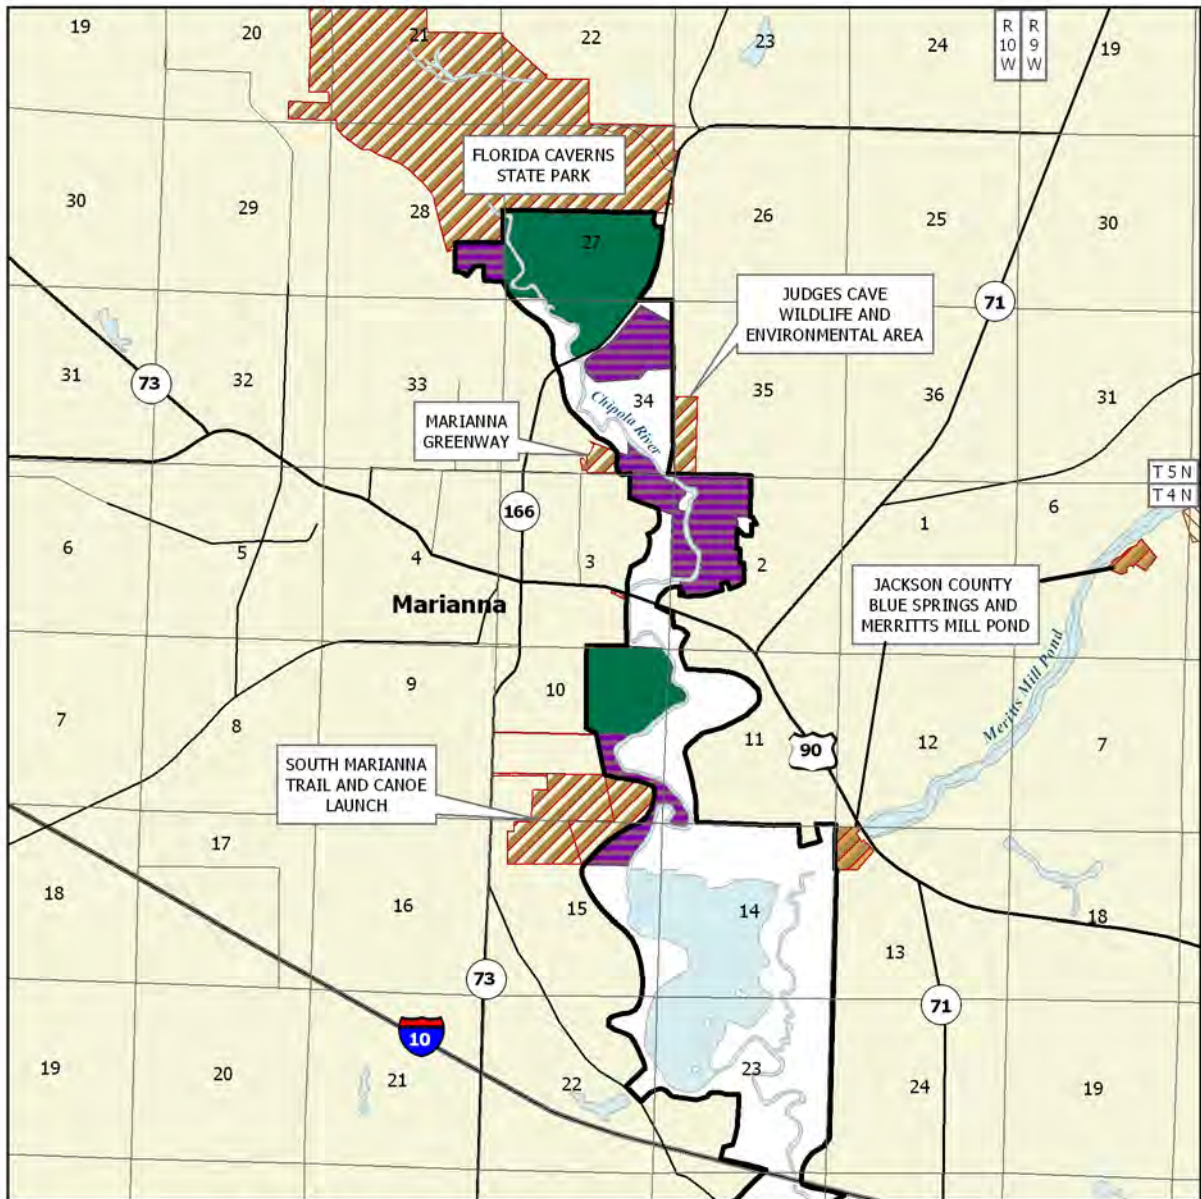 19
20
21
22
23
24
R
10
W
R
9
W
19
FLORIDA CAVERNS
STATE PARK
30
29
28
27
26
25
30
JUDGES CAVE
WILDLIFE AND
ENVIRONMENTAL AREA
71
31
73
32
33
34
35
36
31
Chipola River
MARIANNA
GREENWAY
T 5 N
T 4 N
166
6
5
4
3
2
1
6
Marianna
JACKSON COUNTY
BLUE SPRINGS AND
MERRITTS MILL POND
Meritts Mill Pond
7
8
9
10
11
90
12
7
SOUTH MARIANNA
TRAIL AND CANOE
LAUNCH
18
17
16
15
14
13
18
73
71
10
19
20
21
22
23
24
19